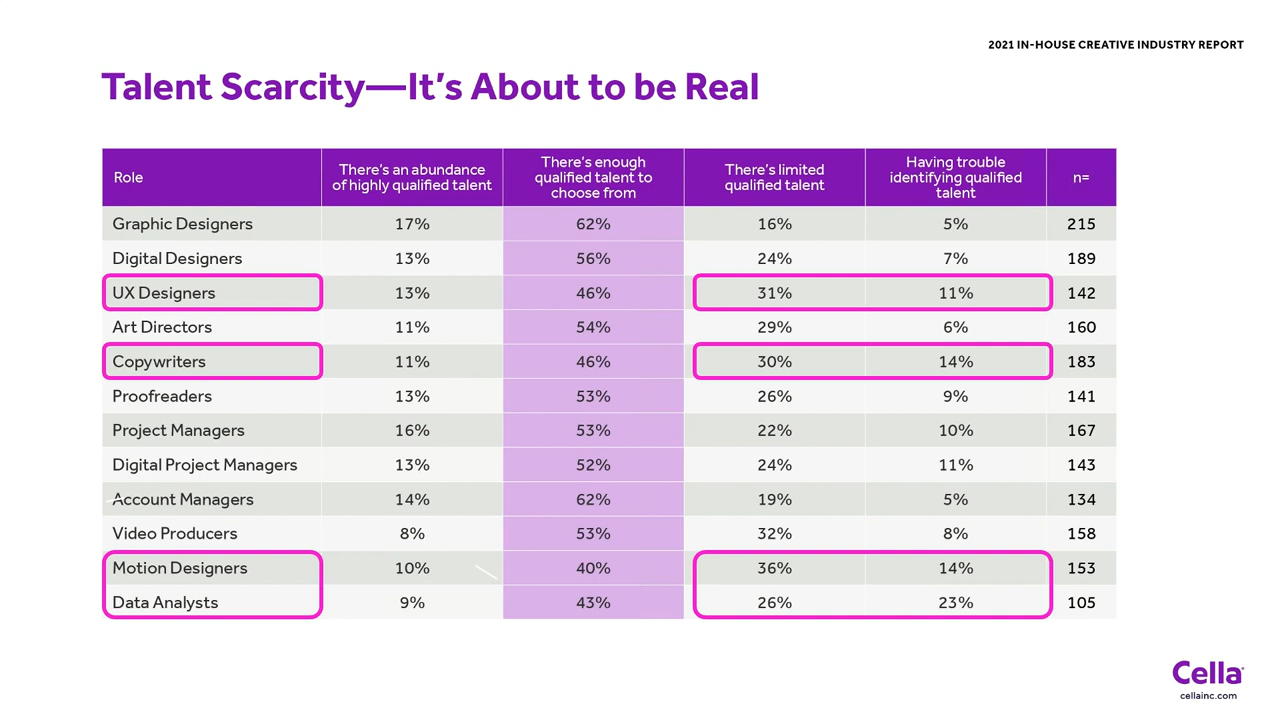 2021 IN-HOUSE CREATIVE INDUSTRY REPORT
Talent Scarcity—It's About to be Real
Role
There's an abundance
of highly qualified talent
There's enough
qualified talent to
choose from
There's limited
qualified talent
Having trouble
identifying qualified
talent
n=
Graphic Designers 17% 62% 16% 5% 215
Digital Designers 13% 56% 24% 7% 189
UX Designers 13% 46% 31% 11% 142
Art Directors 11% 54% 29% 6% 160
Copywriters 11% 46% 30% 14% 183
Proofreaders 13% 53% 26% 9% 141
Project Managers 16% 53% 22% 10% 167
Digital Project Managers 13% 52% 24% 11% 143
Account Managers 14% 62% 19% 5% 134
Video Producers 8% 53% 32% 8% 158
Motion Designers 10% 40% 36% 14% 153
Data Analysts 9% 43% 26% 23% 105
Cella
cellainc.com